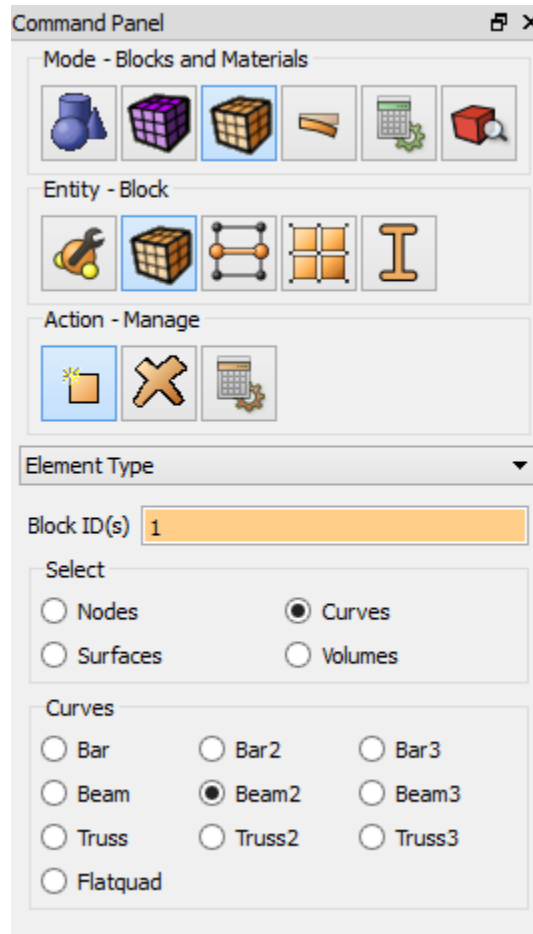 Command Panel
Mode - Blocks and Materials
Entity - Block
Action - Manage
Element Type
Block ID(s) 1
Select
Nodes Curves
Surfaces Volumes
Curves
Bar Bar2 Bar3
Beam Beam2 Beam3
Truss Truss2 Truss3
Flatquad